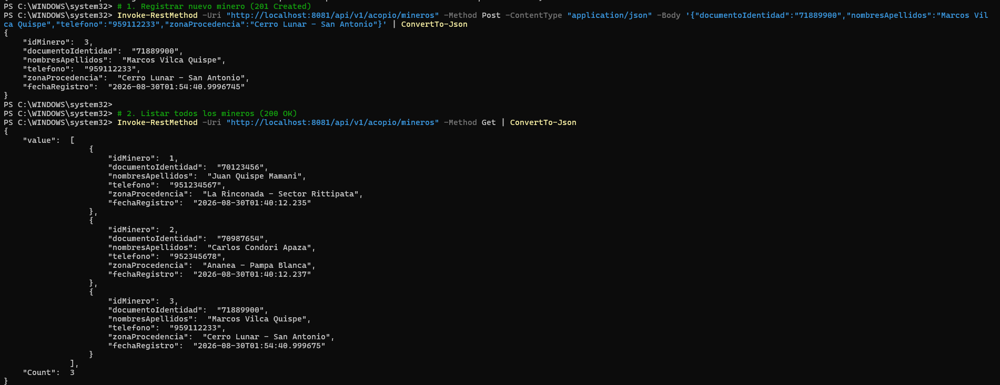 PS C:\WINDOWS\system32> # 1. Registrar nuevo minero (201 Created)
PS C:\WINDOWS\system32> Invoke-RestMethod -Uri "http://localhost:8081/api/v1/acopio/mineros" -Method Post -ContentType "application/json" -Body '{"documentoIdentidad":"71889900","nombresApellidos":"Marcos Vil
ca Quispe","telefono":"959112233","zonaProcedencia":"Cerro Lunar - San Antonio"}' | ConvertTo-Json
{
    "idMinero":  3,
    "documentoIdentidad":  "71889900",
    "nombresApellidos":  "Marcos Vilca Quispe",
    "telefono":  "959112233",
    "zonaProcedencia":  "Cerro Lunar - San Antonio",
    "fechaRegistro":  "2026-08-30T01:54:40.9996745"
}
PS C:\WINDOWS\system32>
PS C:\WINDOWS\system32> # 2. Listar todos los mineros (200 OK)
PS C:\WINDOWS\system32> Invoke-RestMethod -Uri "http://localhost:8081/api/v1/acopio/mineros" -Method Get | ConvertTo-Json
{
    "value":  [
                  {
                      "idMinero":  1,
                      "documentoIdentidad":  "70123456",
                      "nombresApellidos":  "Juan Quispe Mamani",
                      "telefono":  "951234567",
                      "zonaProcedencia":  "La Rinconada - Sector Rittipata",
                      "fechaRegistro":  "2026-08-30T01:40:12.235"
                  },
                  {
                      "idMinero":  2,
                      "documentoIdentidad":  "70987654",
                      "nombresApellidos":  "Carlos Condori Apaza",
                      "telefono":  "952345678",
                      "zonaProcedencia":  "Ananea - Pampa Blanca",
                      "fechaRegistro":  "2026-08-30T01:40:12.237"
                  },
                  {
                      "idMinero":  3,
                      "documentoIdentidad":  "71889900",
                      "nombresApellidos":  "Marcos Vilca Quispe",
                      "telefono":  "959112233",
                      "zonaProcedencia":  "Cerro Lunar - San Antonio",
                      "fechaRegistro":  "2026-08-30T01:54:40.999675"
                  }
              ],
    "Count":  3
}